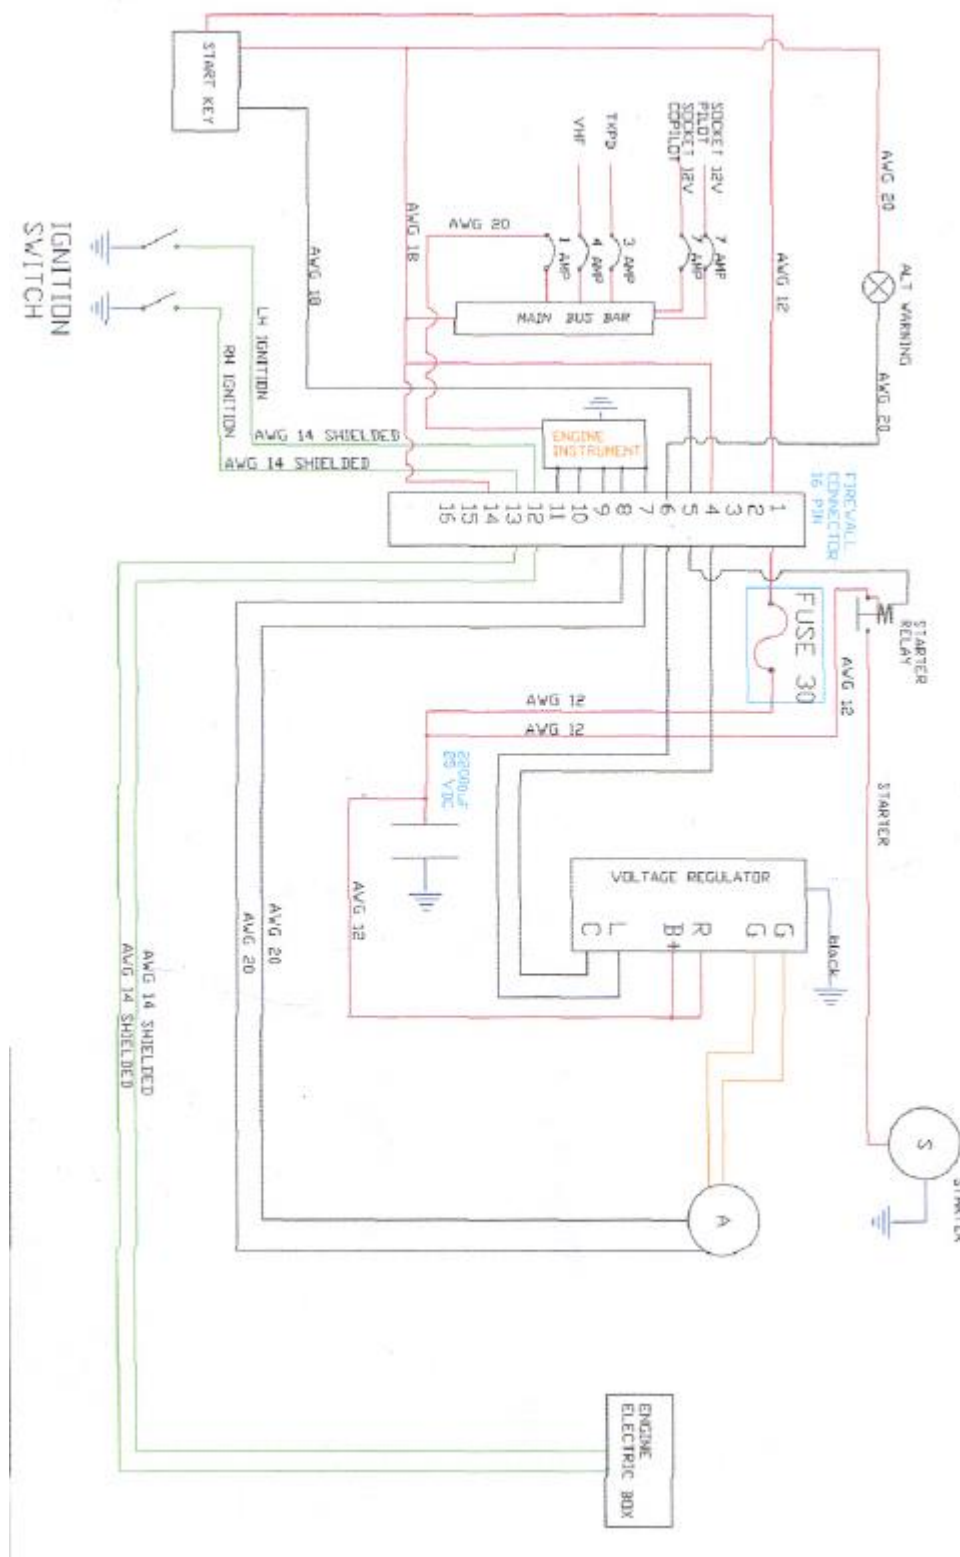 START KEY
IGNITION
SWITCH
AWG 18
LH IGNITION
RH IGNITION
AWG 14 SHIELDED
AWG 14 SHIELDED
AWG 18
AWG 20
VHF
TXPD
SOCKET 12V
PILOT
SOCKET 12V
COPILOT
1 AMP
4 AMP
3 AMP
7 AMP
7 AMP
MAIN BUS BAR
AWG 12
AWG 20
ALT WARNING
AWG 20
ENGINE
INSTRUMENT
FIREWALL
CONNECTOR
16 PIN
16 15 14 13 12 11 10 9 8 7 6 5 4 3 2 1
FUSE 30
STARTER
RELAY
AWG 12
AWG 12
AWG 12
22000uF
STARTER
VOLTAGE REGULATOR
C L B+ R G G
black
AWG 12
AWG 20
AWG 20
AWG 14 SHIELDED
AWG 14 SHIELDED
A
S
ENGINE
ELECTRIC BOX